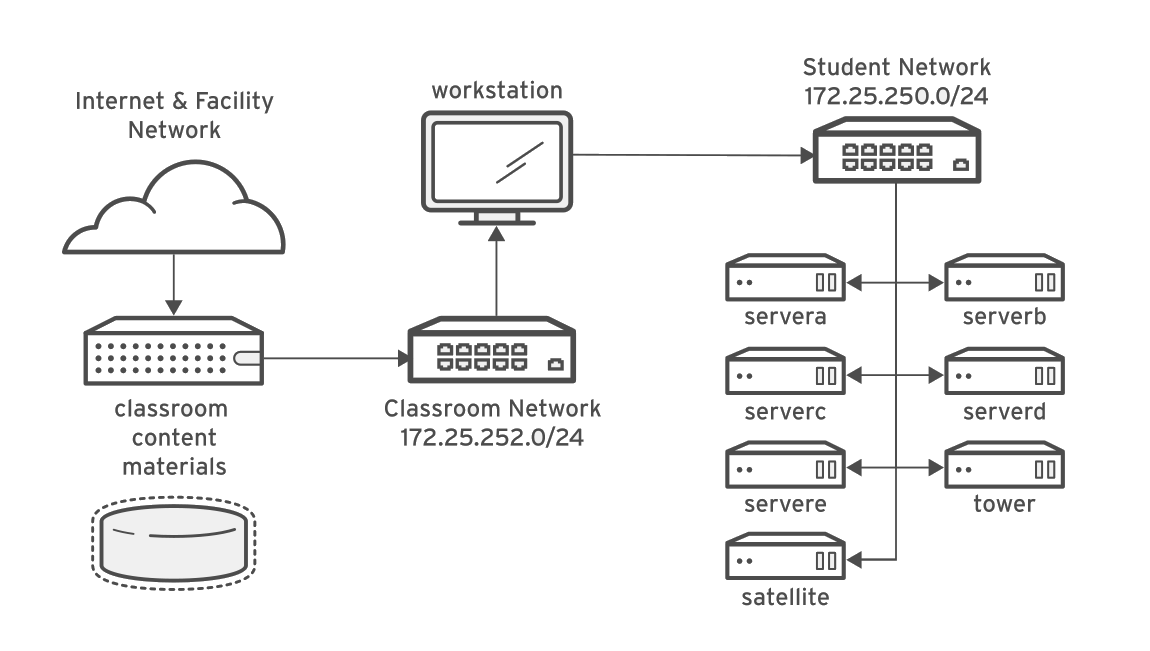 Internet & Facility
Network
workstation
Student Network
172.25.250.0/24
classroom
content
materials
Classroom Network
172.25.252.0/24
servera
serverb
serverc
serverd
servere
tower
satellite